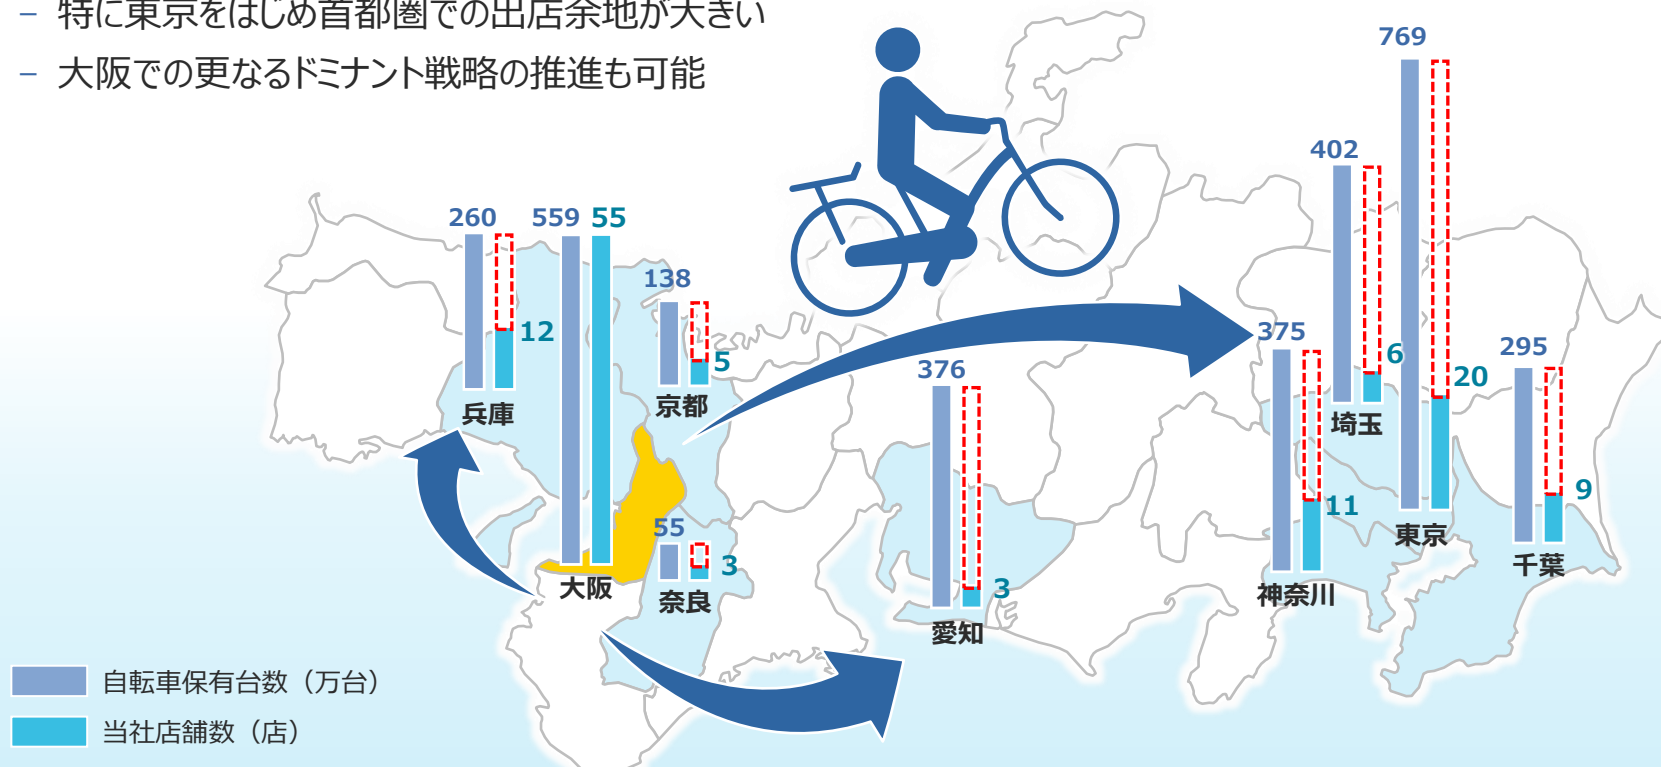 – 特に東京をはじめ首都圏での出店余地が大きい
– 大阪での更なるドミナント戦略の推進も可能
769
402
260
559
55
138
12
5
兵庫
京都
376
375
6
295
20
埼玉
9
55
3
11
東京
千葉
大阪
奈良
3
神奈川
愛知
自転車保有台数（万台）
当社店舗数（店）